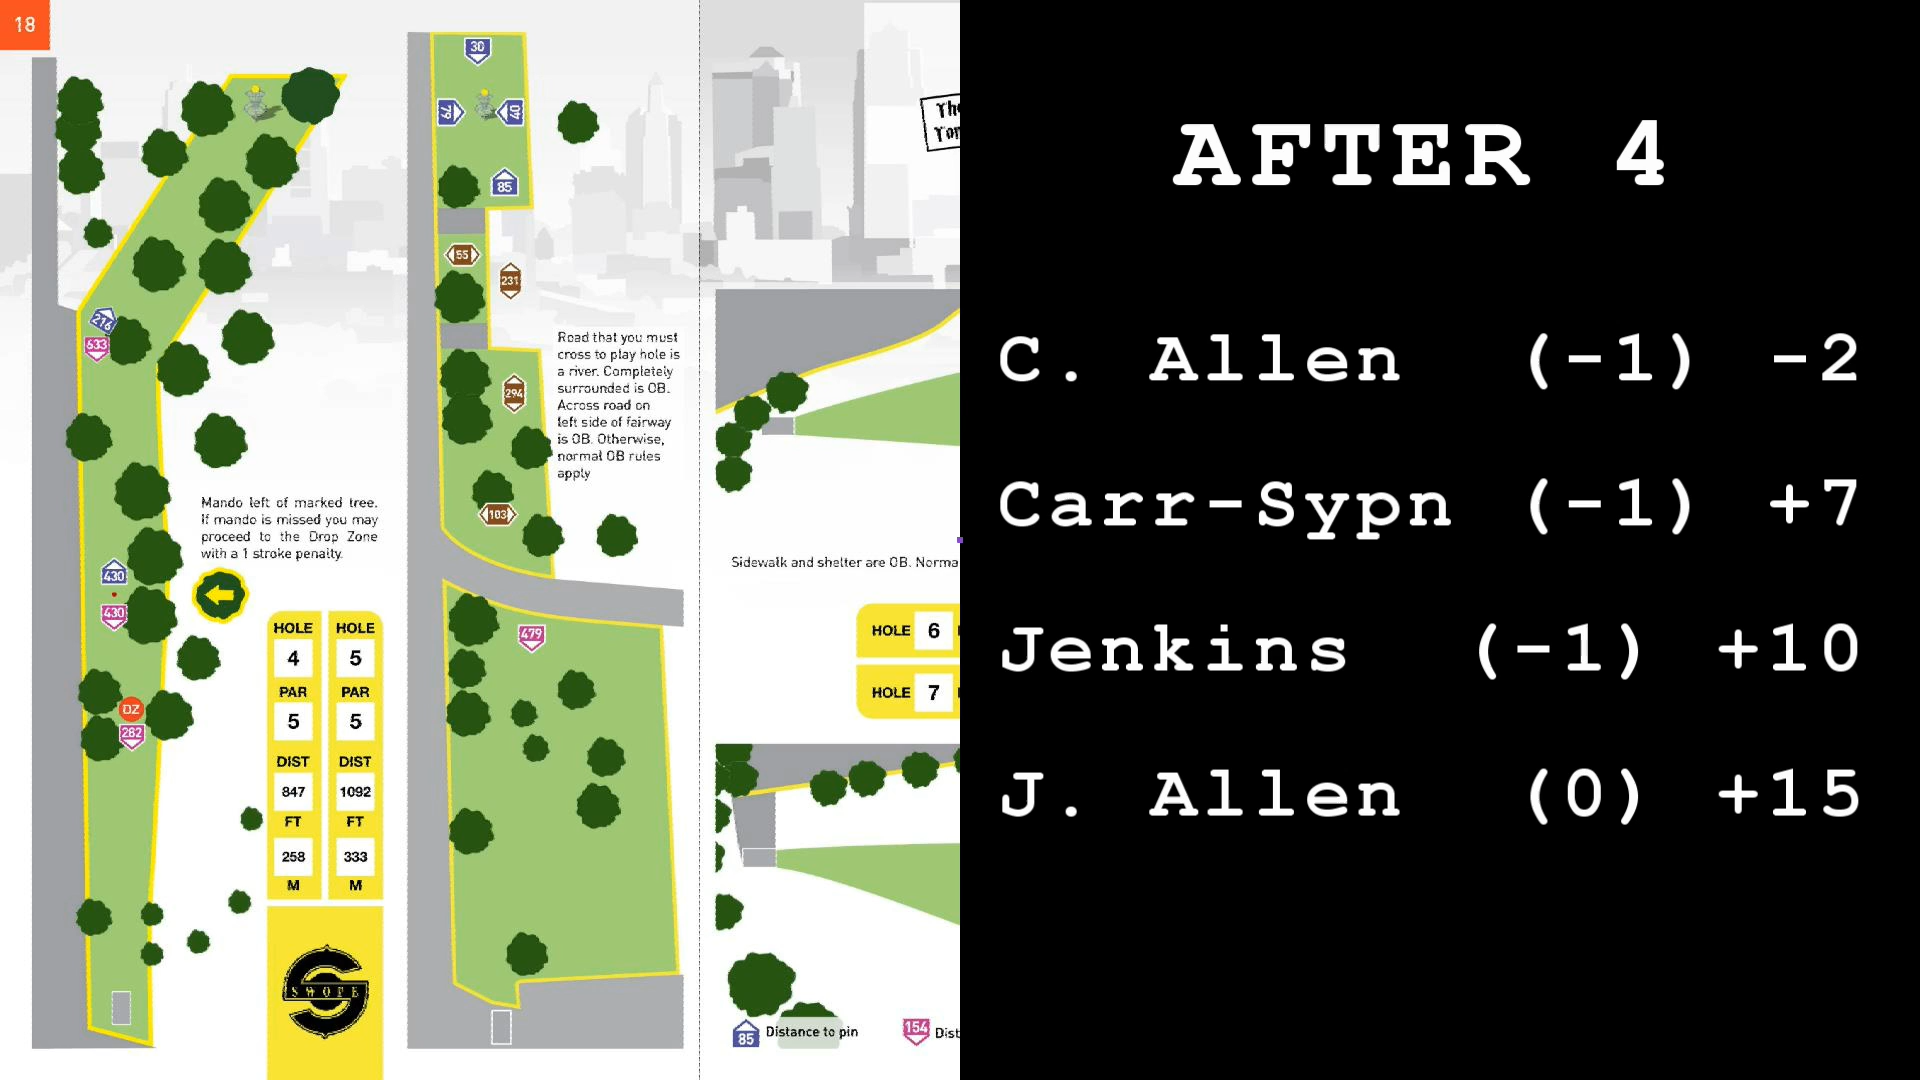 18
30
79
40
85
55
231
294
103
479
216
633
430
430
DZ
282
Road that you must
cross to play hole is
a river. Completely
surrounded is OB.
Across road on
left side of fairway
is OB. Otherwise,
normal OB rules
apply
Mando left of marked tree.
If mando is missed you may
proceed to the Drop Zone
with a 1 stroke penalty.
HOLE HOLE
4 5
PAR PAR
5 5
DIST DIST
847 1092
FT FT
258 333
M M
SWOPE
Sidewalk and shelter are OB. Norma
HOLE 6
HOLE 7
85 Distance to pin 154 Dist
AFTER 4
C. Allen (-1) -2
Carr-Sypn (-1) +7
Jenkins (-1) +10
J. Allen (0) +15